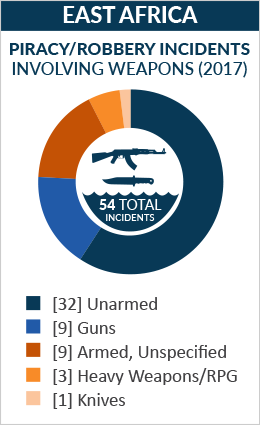 EAST AFRICA
PIRACY/ROBBERY INCIDENTS
INVOLVING WEAPONS (2017)
54 TOTAL
INCIDENTS
[32] Unarmed
[9] Guns
[9] Armed, Unspecified
[3] Heavy Weapons/RPG
[1] Knives